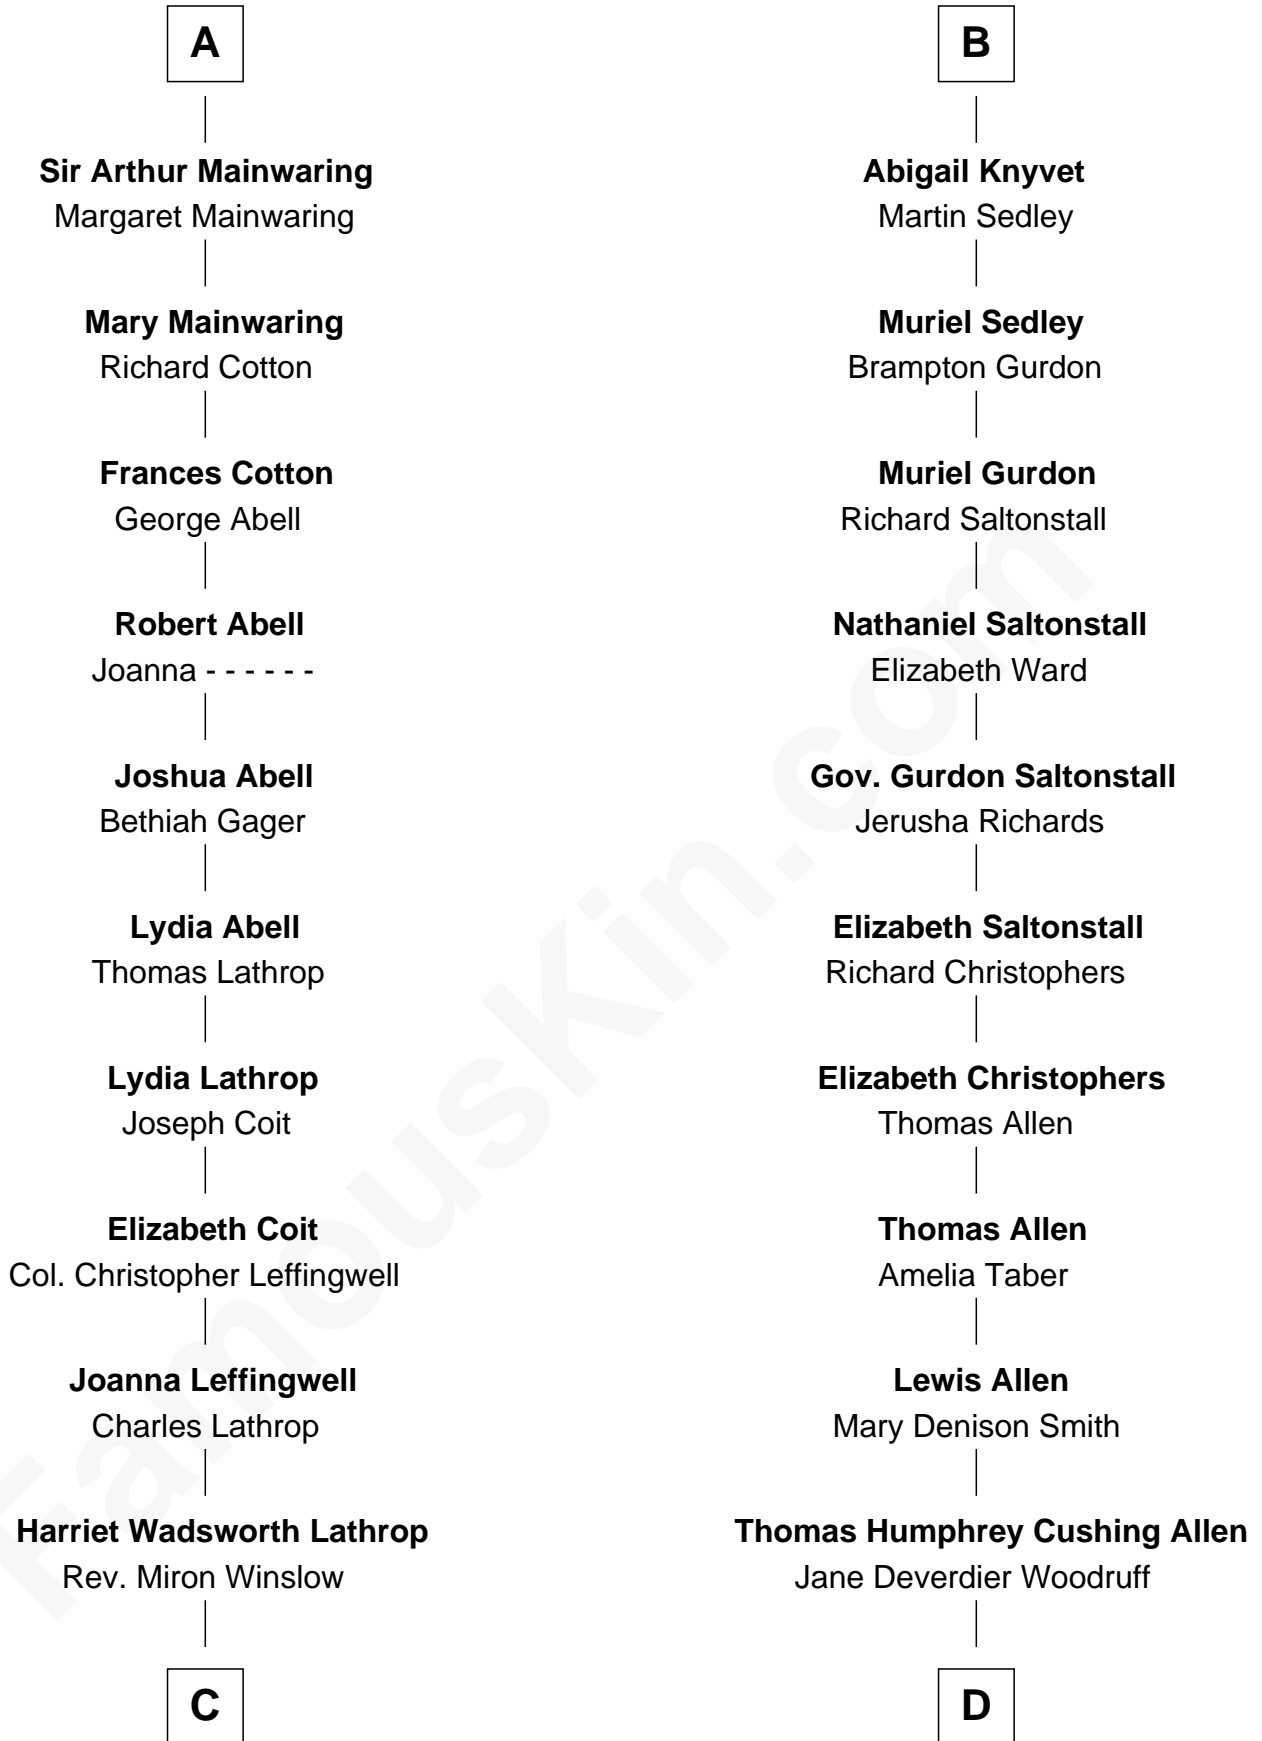 A
Sir Arthur Mainwaring
Margaret Mainwaring
Mary Mainwaring
Richard Cotton
Frances Cotton
George Abell
Robert Abell
Joanna - - - - - -
Joshua Abell
Bethiah Gager
Lydia Abell
Thomas Lathrop
Lydia Lathrop
Joseph Coit
Elizabeth Coit
Col. Christopher Leffingwell
Joanna Leffingwell
Charles Lathrop
Harriet Wadsworth Lathrop
Rev. Miron Winslow
C
B
Abigail Knyvet
Martin Sedley
Muriel Sedley
Brampton Gurdon
Muriel Gurdon
Richard Saltonstall
Nathaniel Saltonstall
Elizabeth Ward
Gov. Gurdon Saltonstall
Jerusha Richards
Elizabeth Saltonstall
Richard Christophers
Elizabeth Christophers
Thomas Allen
Thomas Allen
Amelia Taber
Lewis Allen
Mary Denison Smith
Thomas Humphrey Cushing Allen
Jane Deverdier Woodruff
D
FamousKin.com